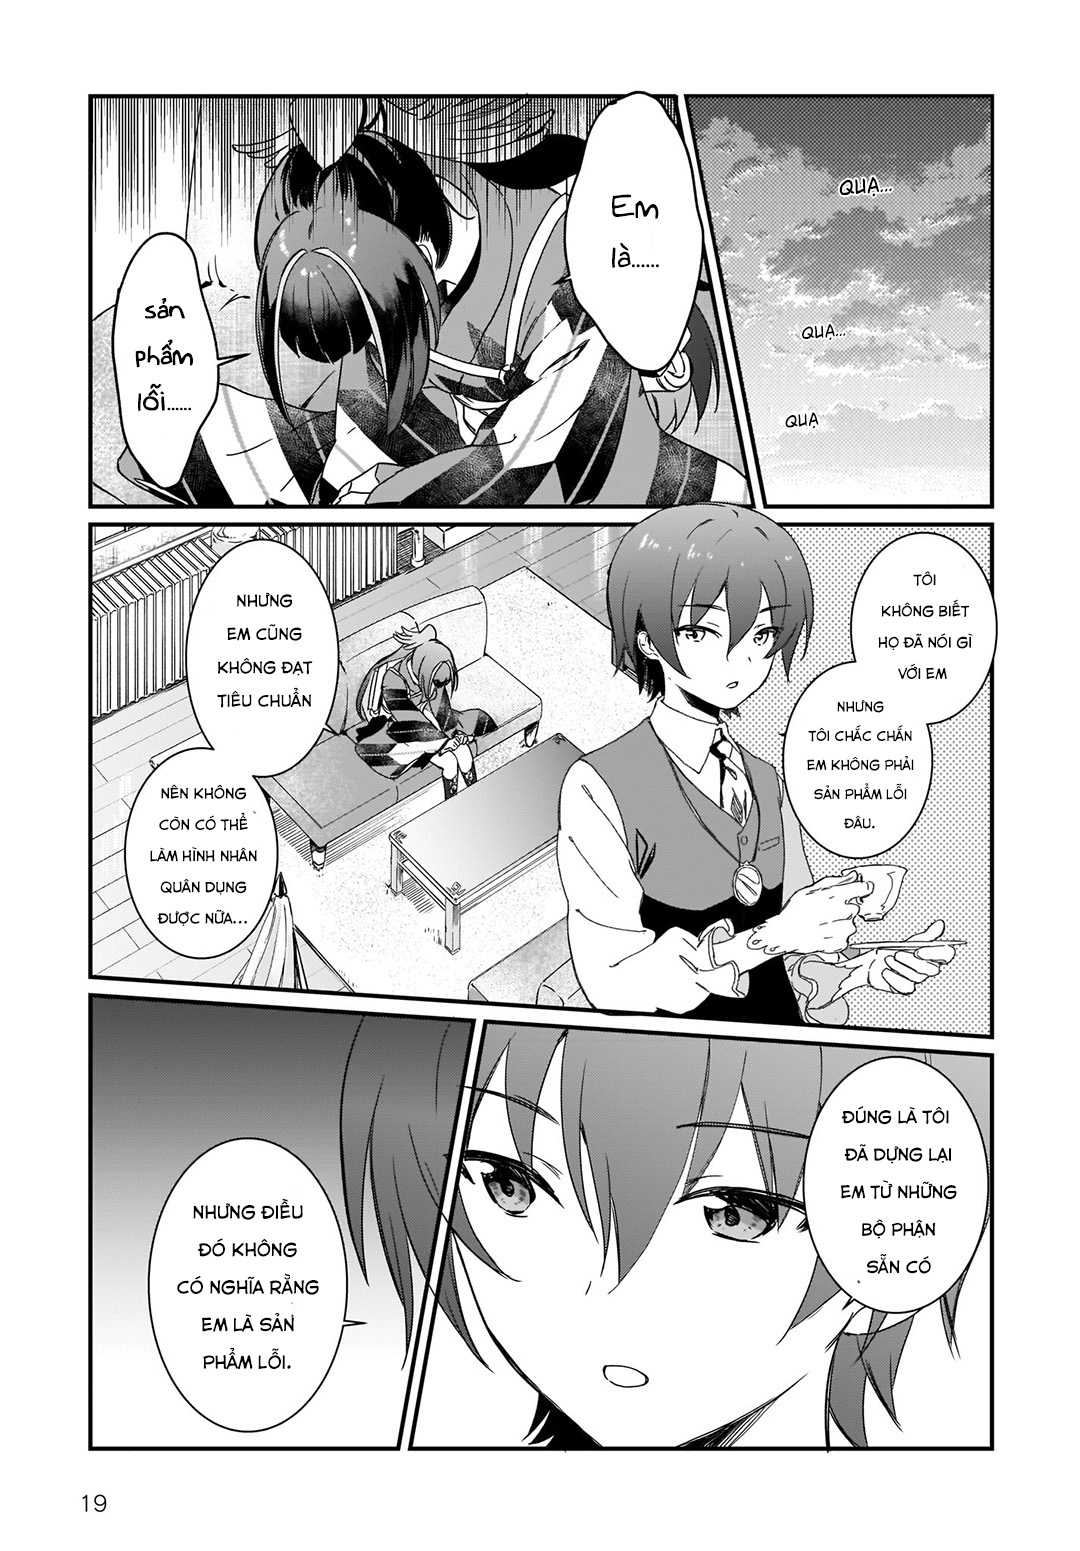 QUẠ...
QUẠ...
QUẠ
Em
là......
sản
phẩm
lỗi......
TÔI
KHÔNG BIẾT
HỌ ĐÃ NÓI GÌ
VỚI EM
NHƯNG
TÔI CHẮC CHẮN
EM KHÔNG PHẢI
SẢN PHẨM LỖI
ĐÂU.
NHƯNG
EM CŨNG
KHÔNG ĐẠT
TIÊU CHUẨN
NÊN KHÔNG
CÒN CÓ THỂ
LÀM HÌNH NHÂN
QUÂN DỤNG
ĐƯỢC NỮA...
ĐÚNG LÀ TÔI
ĐÃ DỰNG LẠI
EM TỪ NHỮNG
BỘ PHẬN
SẴN CÓ
NHƯNG ĐIỀU
ĐÓ KHÔNG
CÓ NGHĨA RẰNG
EM LÀ SẢN
PHẨM LỖI.
19